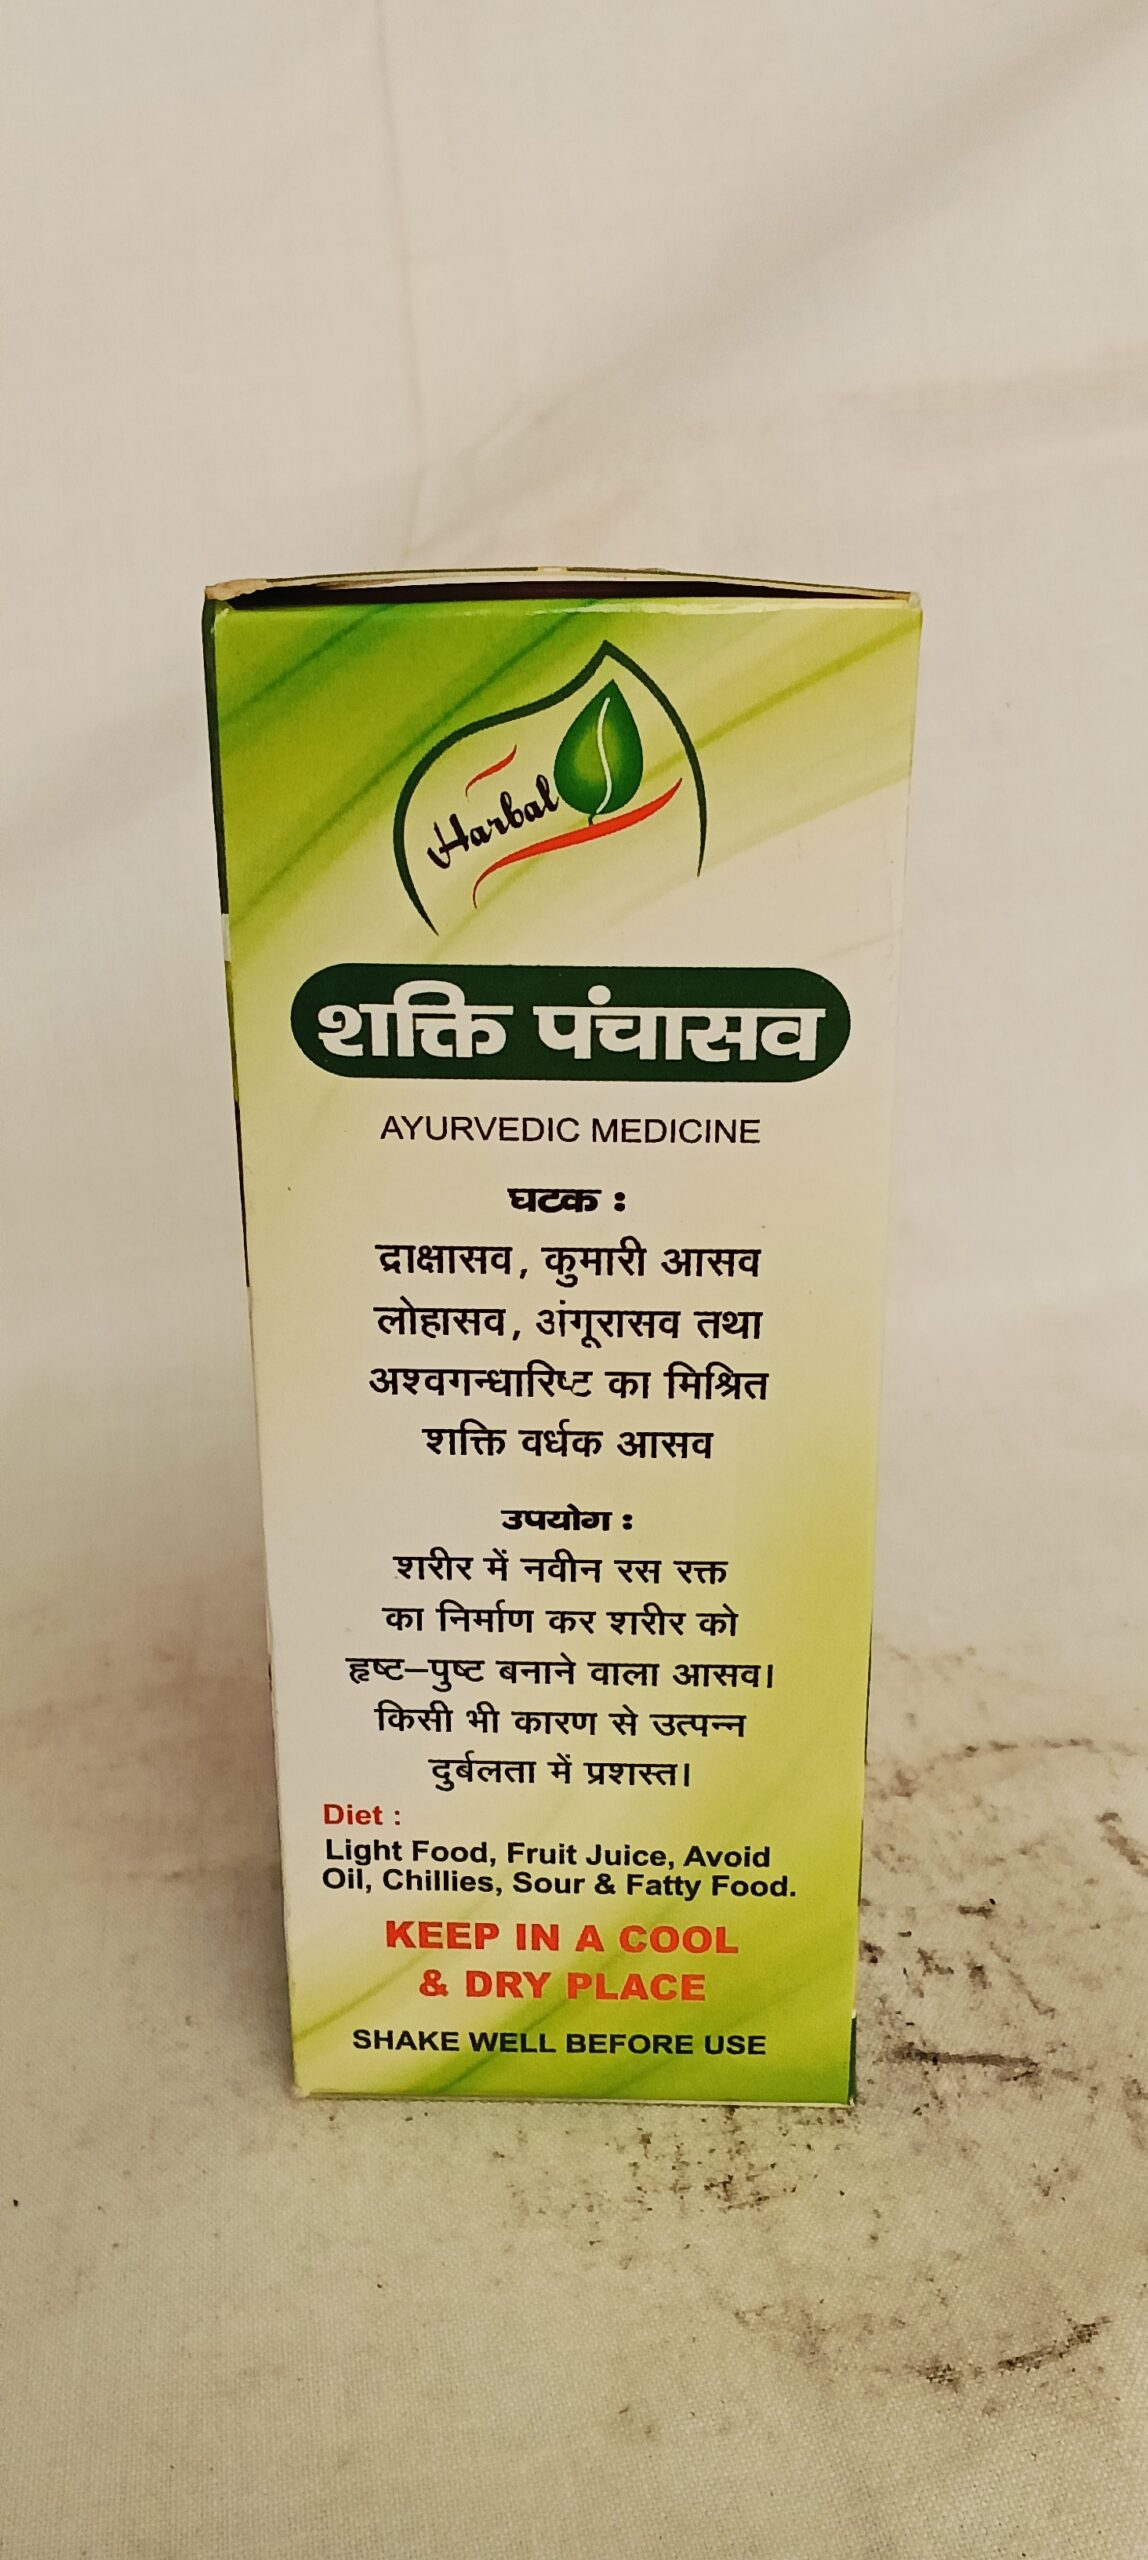 Harbal
शक्ति पंचासव
AYURVEDIC MEDICINE
घटक :
द्राक्षासव, कुमारी आसव
लोहासव, अंगूरासव तथा
अश्वगन्धारिष्ट का मिश्रित
शक्ति वर्धक आसव
उपयोग :
शरीर में नवीन रस रक्त
का निर्माण कर शरीर को
हृष्ट–पुष्ट बनाने वाला आसव।
किसी भी कारण से उत्पन्न
दुर्बलता में प्रशस्त।
Diet :
Light Food, Fruit Juice, Avoid
Oil, Chillies, Sour & Fatty Food.
KEEP IN A COOL
& DRY PLACE
SHAKE WELL BEFORE USE